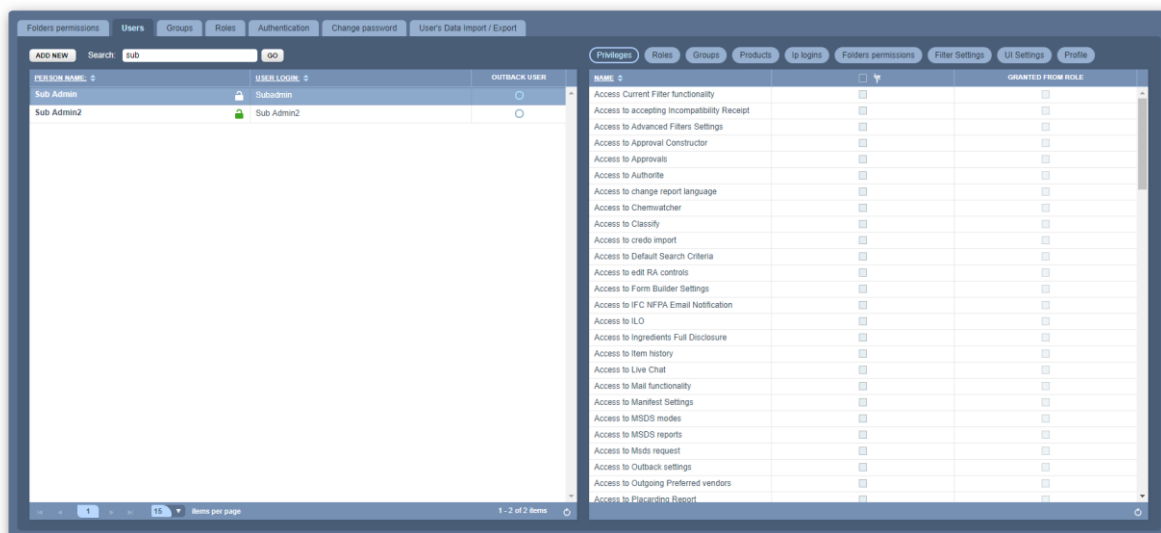 Folders permissions Users Groups Roles Authentication Change password User's Data Import / Export
ADD NEW Search: sub GO
PERSON NAME: USER LOGIN: OUTBACK USER
Sub Admin Subadmin
Sub Admin2 Sub Admin2
1 15 items per page 1 - 2 of 2 items
Privileges Roles Groups Products Ip logins Folders permissions Filter Settings UI Settings Profile
NAME GRANTED FROM ROLE
Access Current Filter functionality
Access to accepting Incompatibility Receipt
Access to Advanced Filters Settings
Access to Approval Constructor
Access to Approvals
Access to Authorite
Access to change report language
Access to Chemwatcher
Access to Classify
Access to credo import
Access to Default Search Criteria
Access to edit RA controls
Access to Form Builder Settings
Access to IFC NFPA Email Notification
Access to ILO
Access to Ingredients Full Disclosure
Access to Item history
Access to Live Chat
Access to Mail functionality
Access to Manifest Settings
Access to MSDS modes
Access to MSDS reports
Access to Msds request
Access to Outback settings
Access to Outgoing Preferred vendors
Access to Placarding Report